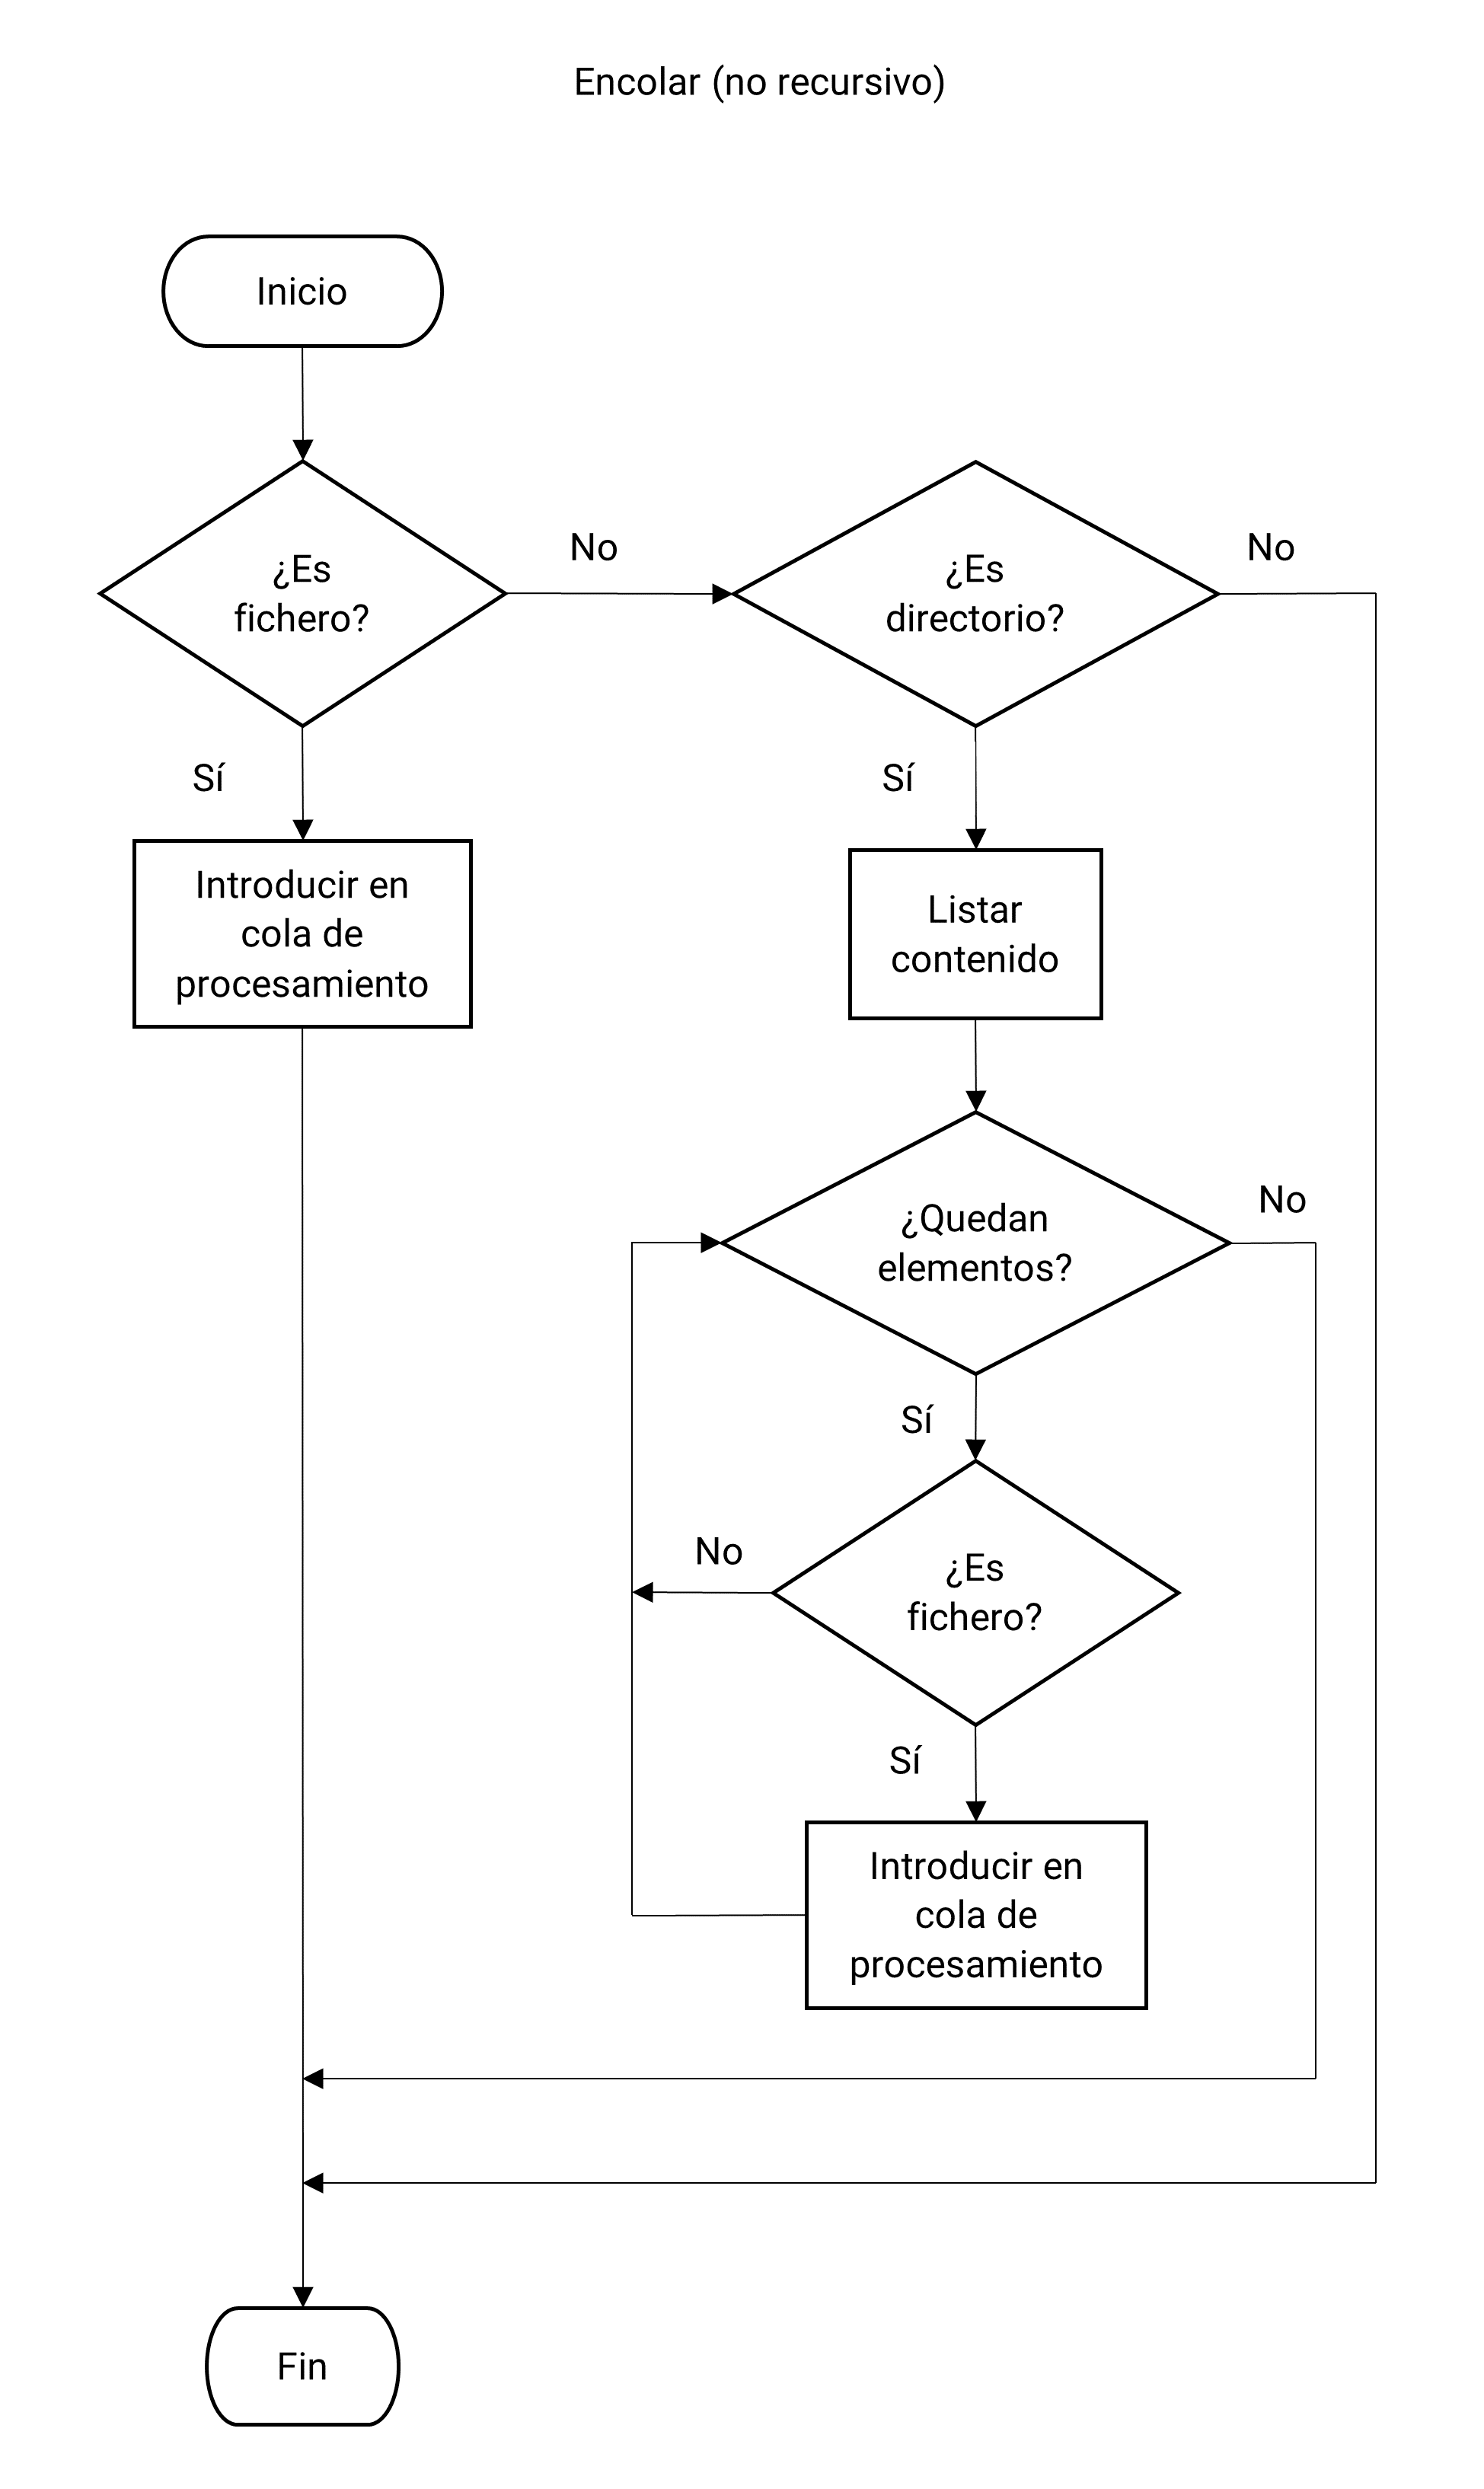 Encolar (no recursivo)
Inicio
¿Es
fichero?
No
¿Es
directorio?
No
Sí
Introducir en
cola de
procesamiento
Sí
Listar
contenido
¿Quedan
elementos?
No
Sí
¿Es
fichero?
No
Sí
Introducir en
cola de
procesamiento
Fin